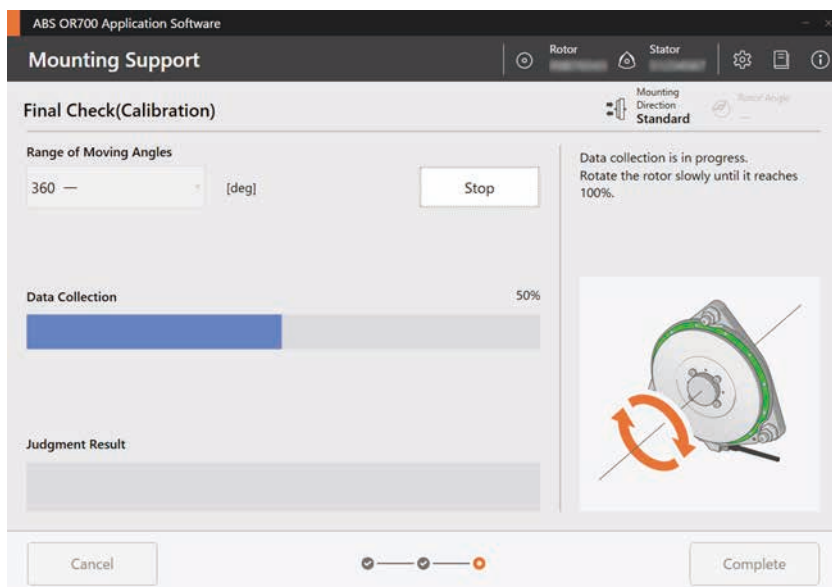 ABS OR700 Application Software
Mounting Support
Rotor
Stator
Final Check(Calibration)
Mounting
Direction
Standard
Rotor Angle
—
Range of Moving Angles
360 —
[deg]
Stop
Data collection is in progress.
Rotate the rotor slowly until it reaches
100%.
Data Collection
50%
Judgment Result
Cancel
Complete